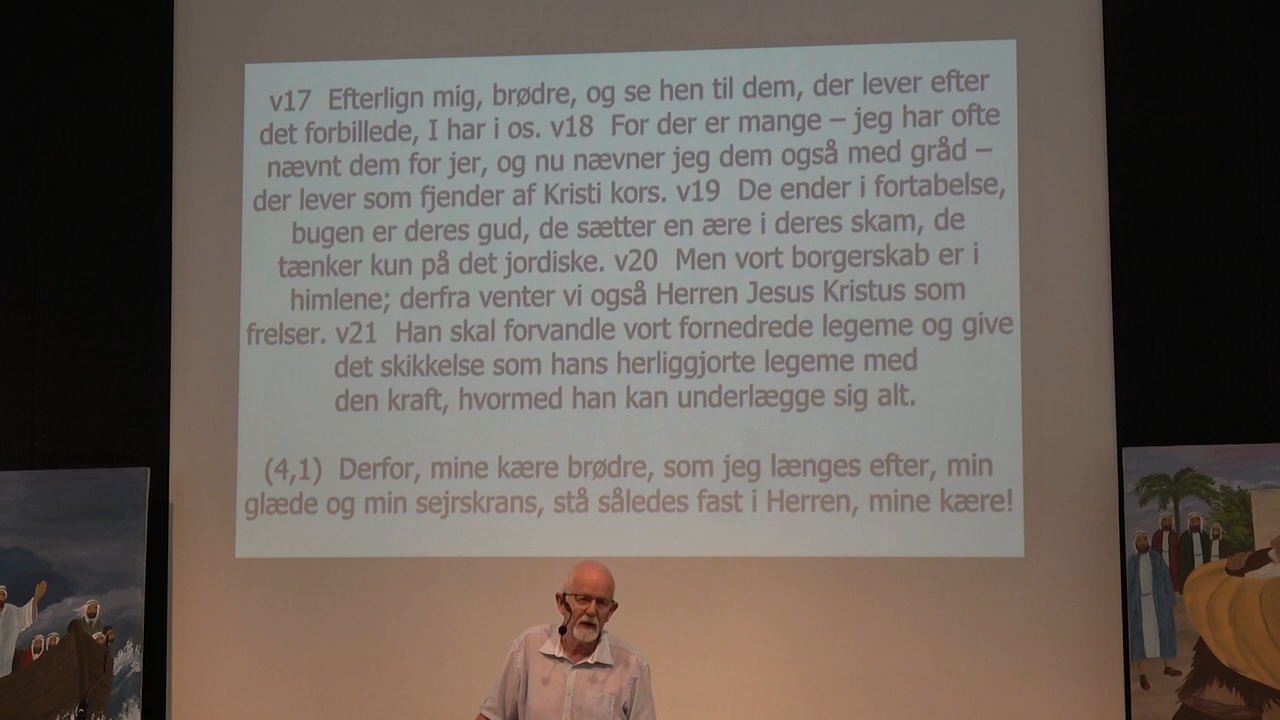 v17 Efterlign mig, brødre, og se hen til dem, der lever efter
det forbillede, I har i os. v18 For der er mange – jeg har ofte
nævnt dem for jer, og nu nævner jeg dem også med gråd –
der lever som fjender af Kristi kors. v19 De ender i fortabelse,
bugen er deres gud, de sætter en ære i deres skam, de
tænker kun på det jordiske. v20 Men vort borgerskab er i
himlene; derfra venter vi også Herren Jesus Kristus som
frelser. v21 Han skal forvandle vort fornedrede legeme og give
det skikkelse som hans herliggjorte legeme med
den kraft, hvormed han kan underlægge sig alt.
(4,1) Derfor, mine kære brødre, som jeg længes efter, min
glæde og min sejrskrans, stå således fast i Herren, mine kære!